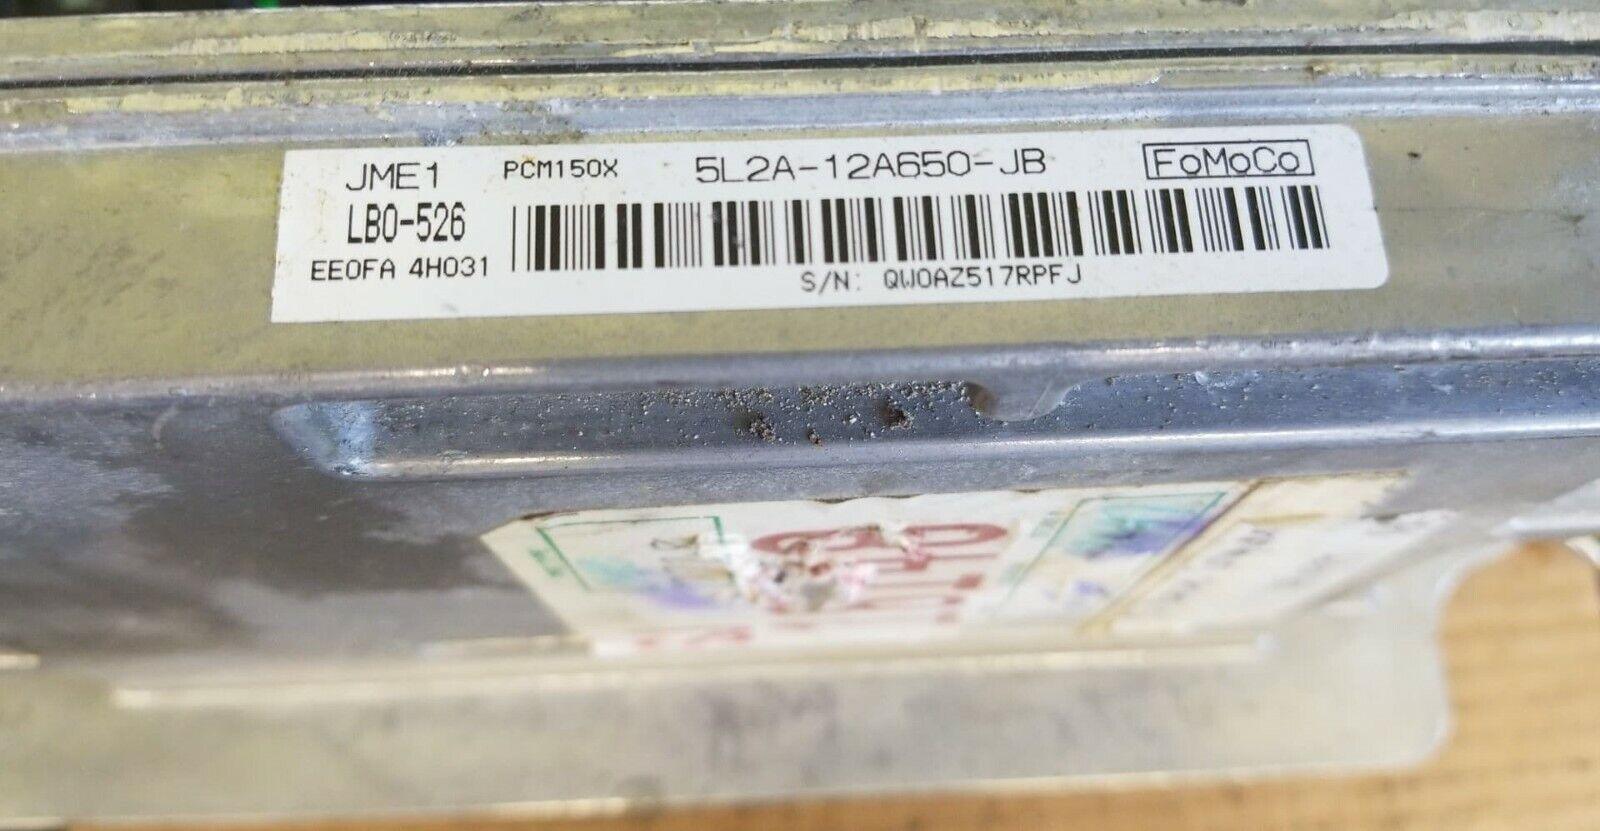 JME1 PCM150X 5L2A-12A650-JB FoMoCo
LB0-526
EE0FA 4H031
S/N: QW0AZ517RPFJ